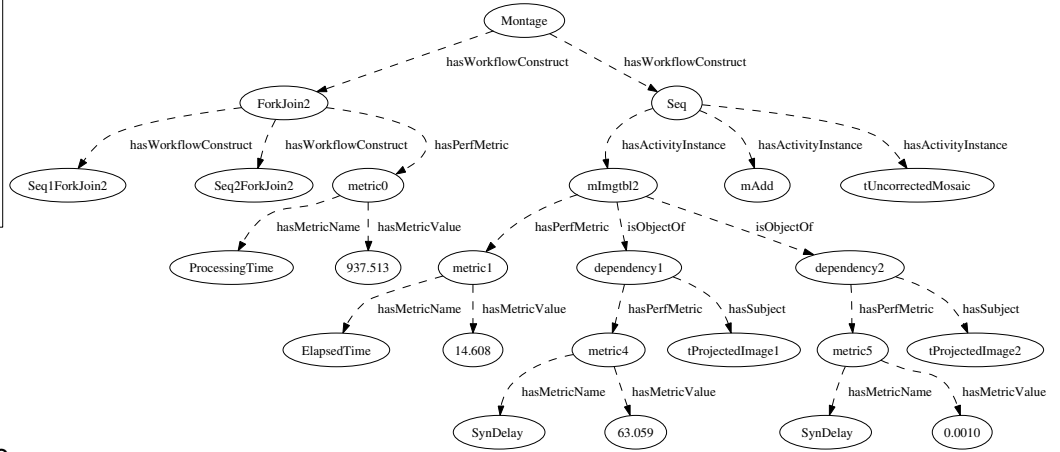 Montage
hasWorkflowConstruct hasWorkflowConstruct
ForkJoin2 Seq
hasWorkflowConstruct hasWorkflowConstruct hasPerfMetric hasActivityInstance hasActivityInstance hasActivityInstance
Seq1ForkJoin2 Seq2ForkJoin2 metric0 mImgtbl2 mAdd tUncorrectedMosaic
hasMetricName hasMetricValue hasPerfMetric isObjectOf isObjectOf
ProcessingTime 937.513 metric1 dependency1 dependency2
hasMetricName hasMetricValue hasPerfMetric hasSubject hasPerfMetric hasSubject
ElapsedTime 14.608 metric4 tProjectedImage1 metric5 tProjectedImage2
hasMetricName hasMetricValue hasMetricName hasMetricValue
SynDelay 63.059 SynDelay 0.0010